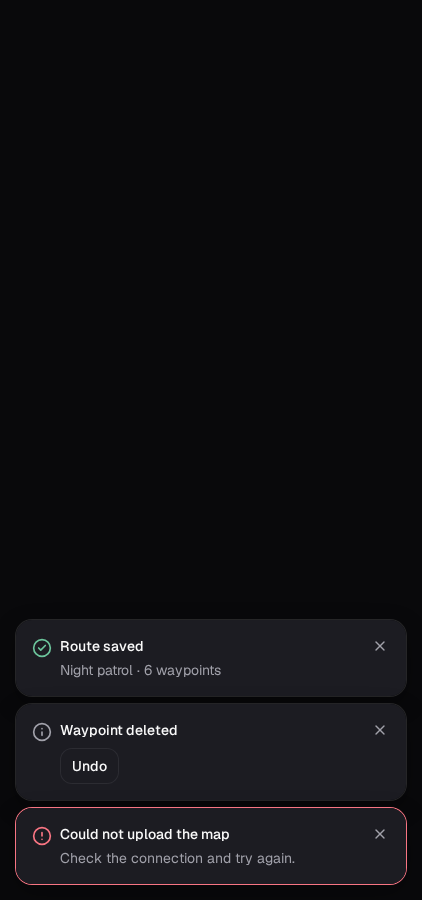 Route saved
Night patrol · 6 waypoints
Waypoint deleted
Undo
Could not upload the map
Check the connection and try again.